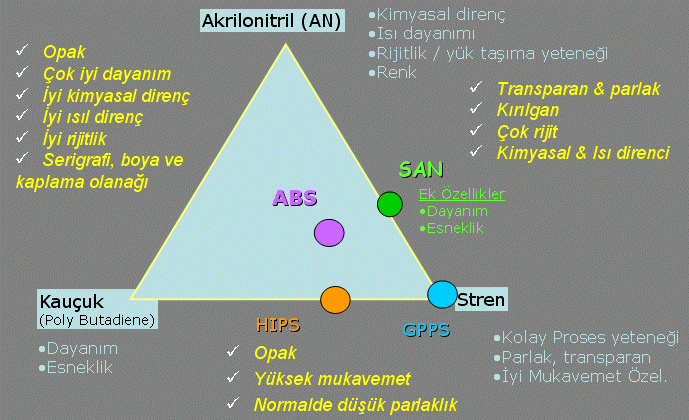 Akrilonitril (AN)
•Kimyasal direnç
•Isı dayanımı
•Rijitlik / yük taşıma yeteneği
•Renk
✓ Opak
✓ Çok iyi dayanım
✓ İyi kimyasal direnç
✓ İyi ısıl direnç
✓ İyi rijitlik
✓ Serigrafi, boya ve
kaplama olanağı
✓ Transparan & parlak
✓ Kırılgan
✓ Çok rijit
✓ Kimyasal & Isı direnci
SAN
Ek Özellikler
•Dayanım
•Esneklik
ABS
Kauçuk
(Poly Butadiene)
•Dayanım
•Esneklik
HIPS
✓ Opak
✓ Yüksek mukavemet
✓ Normalde düşük parlaklık
Stren
GPPS
•Kolay Proses yeteneği
•Parlak, transparan
•İyi Mukavemet Özel.